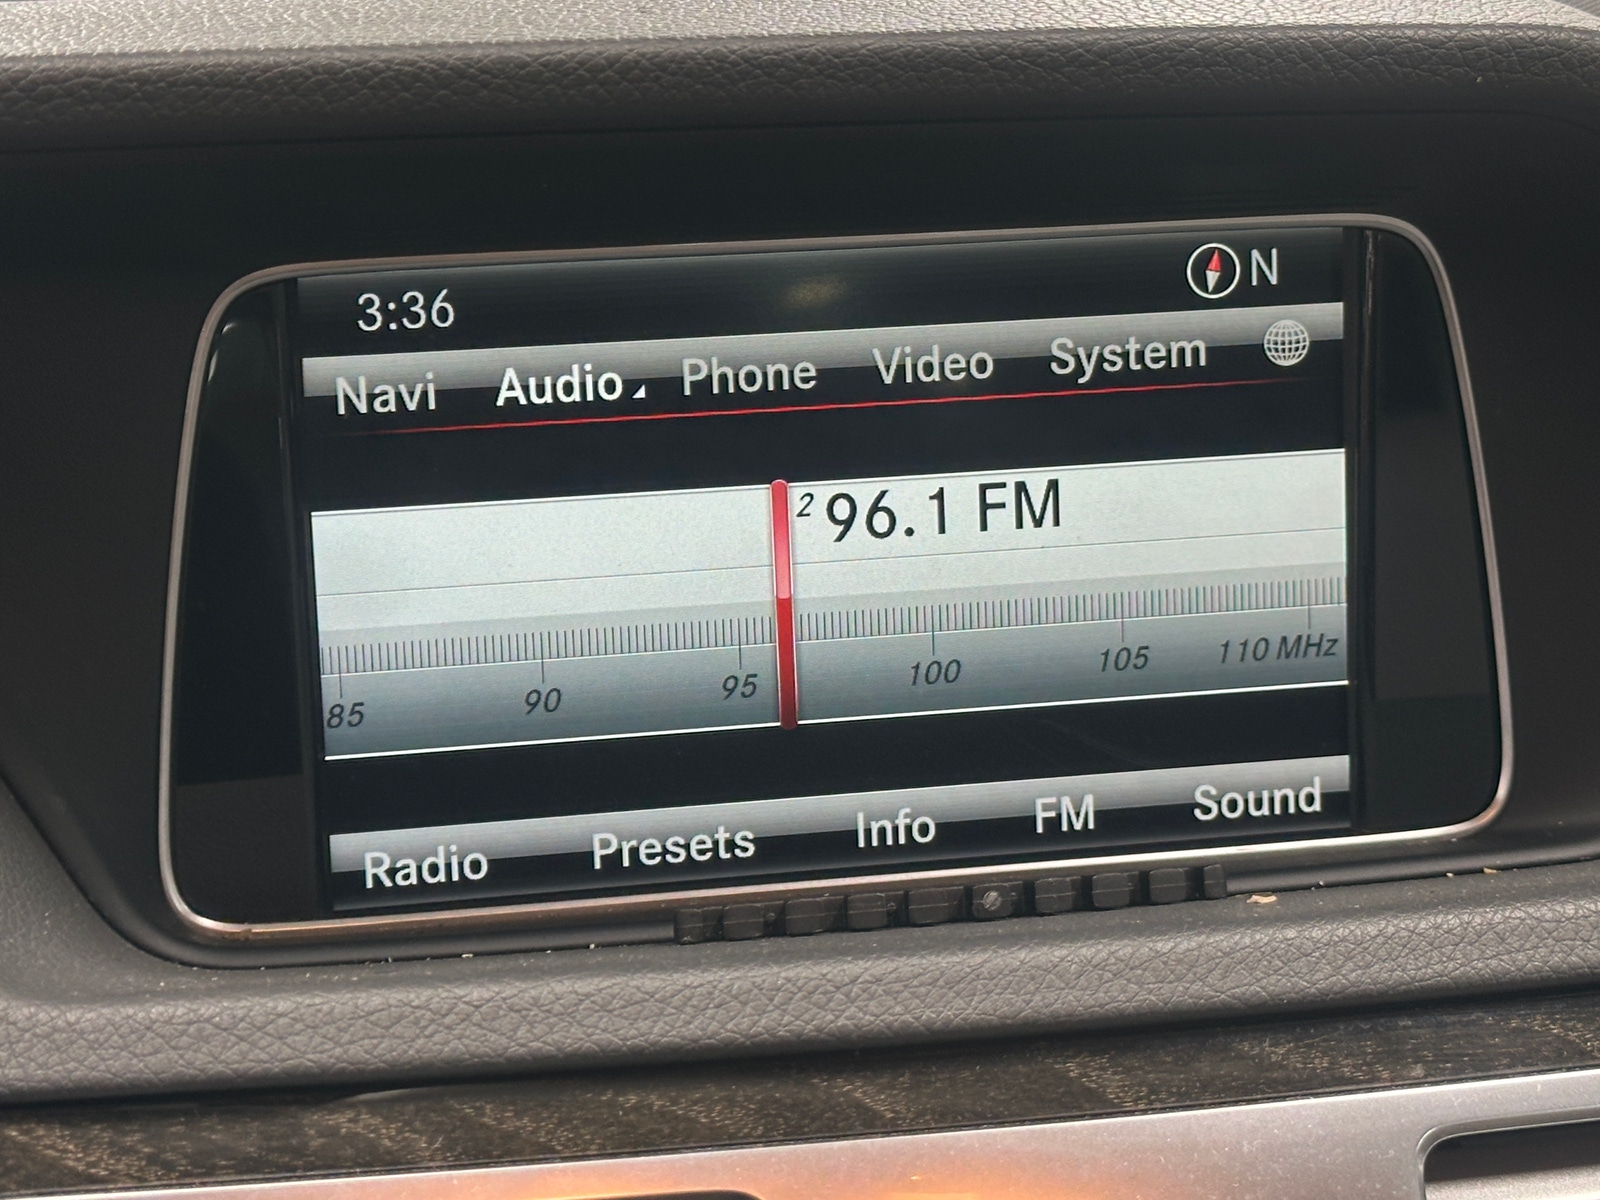 3:36 N
Navi Audio Phone Video System
2 96.1 FM
85 90 95 100 105 110 MHz
Radio Presets Info FM Sound